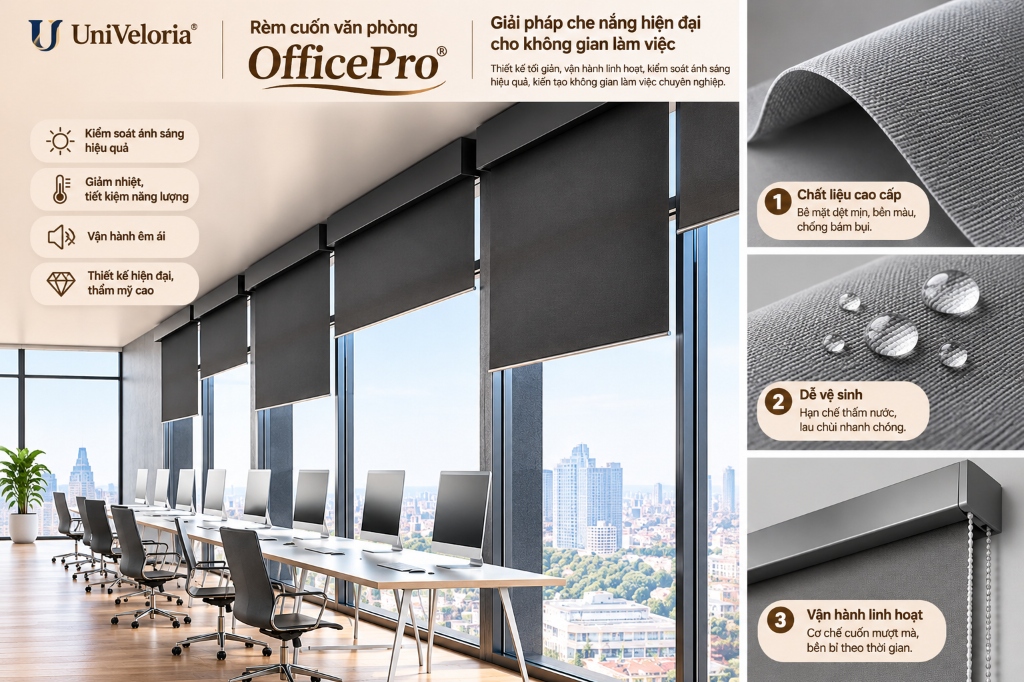 UniVeloria®
Rèm cuốn văn phòng
OfficePro®
Giải pháp che nắng hiện đại
cho không gian làm việc
Thiết kế tối giản, vận hành linh hoạt, kiểm soát ánh sáng
hiệu quả, kiến tạo không gian làm việc chuyên nghiệp.
Kiểm soát ánh sáng
hiệu quả
Giảm nhiệt,
tiết kiệm năng lượng
Vận hành êm ái
Thiết kế hiện đại,
thẩm mỹ cao
1
Chất liệu cao cấp
Bề mặt dệt mịn, bền màu,
chống bám bụi.
2
Dễ vệ sinh
Hạn chế thấm nước,
lau chùi nhanh chóng.
3
Vận hành linh hoạt
Cơ chế cuốn mượt mà,
bền bỉ theo thời gian.